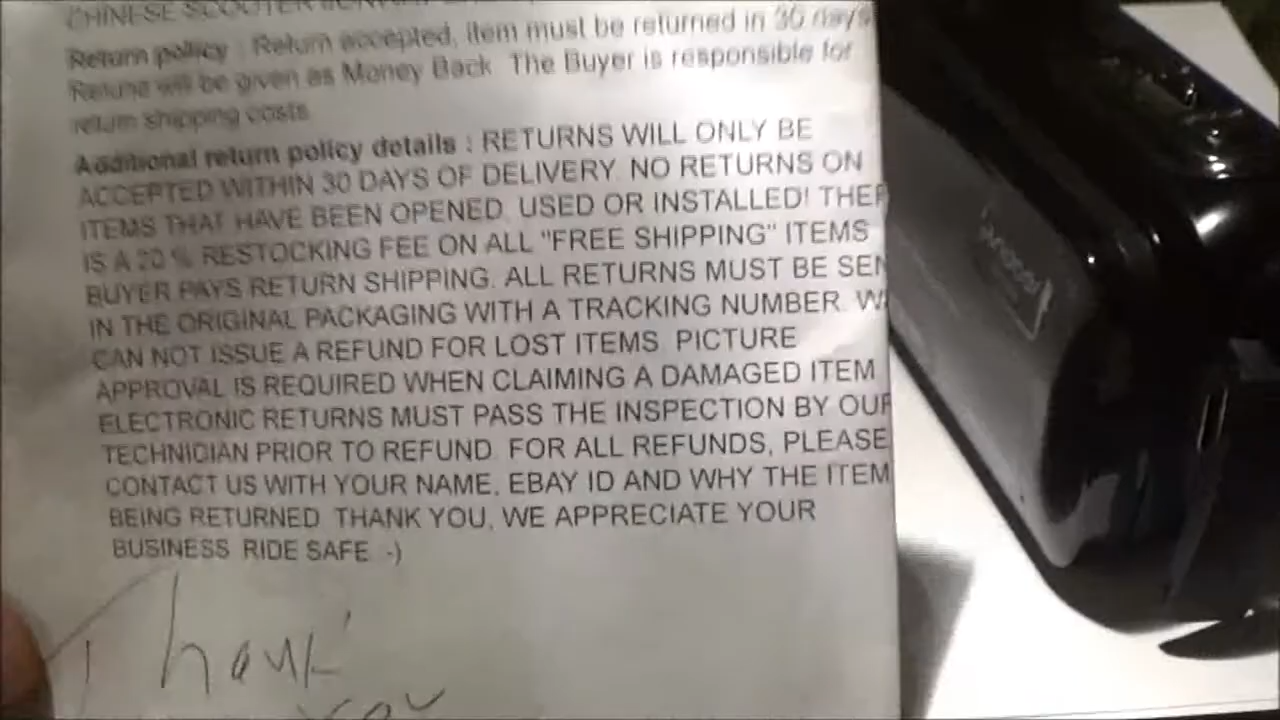 CHINESE SCOOTER
Return policy : Return accepted, item must be returned in 30 days
Refund will be given as Money Back The Buyer is responsible for
return shipping costs
Additional return policy details : RETURNS WILL ONLY BE
ACCEPTED WITHIN 30 DAYS OF DELIVERY. NO RETURNS ON
ITEMS THAT HAVE BEEN OPENED, USED OR INSTALLED! THER
IS A 20 % RESTOCKING FEE ON ALL "FREE SHIPPING" ITEMS
BUYER PAYS RETURN SHIPPING. ALL RETURNS MUST BE SEN
IN THE ORIGINAL PACKAGING WITH A TRACKING NUMBER. W
CAN NOT ISSUE A REFUND FOR LOST ITEMS. PICTURE
APPROVAL IS REQUIRED WHEN CLAIMING A DAMAGED ITEM
ELECTRONIC RETURNS MUST PASS THE INSPECTION BY OUR
TECHNICIAN PRIOR TO REFUND. FOR ALL REFUNDS, PLEASE
CONTACT US WITH YOUR NAME, EBAY ID AND WHY THE ITEM
BEING RETURNED. THANK YOU, WE APPRECIATE YOUR
BUSINESS. RIDE SAFE :-)
Thank
You